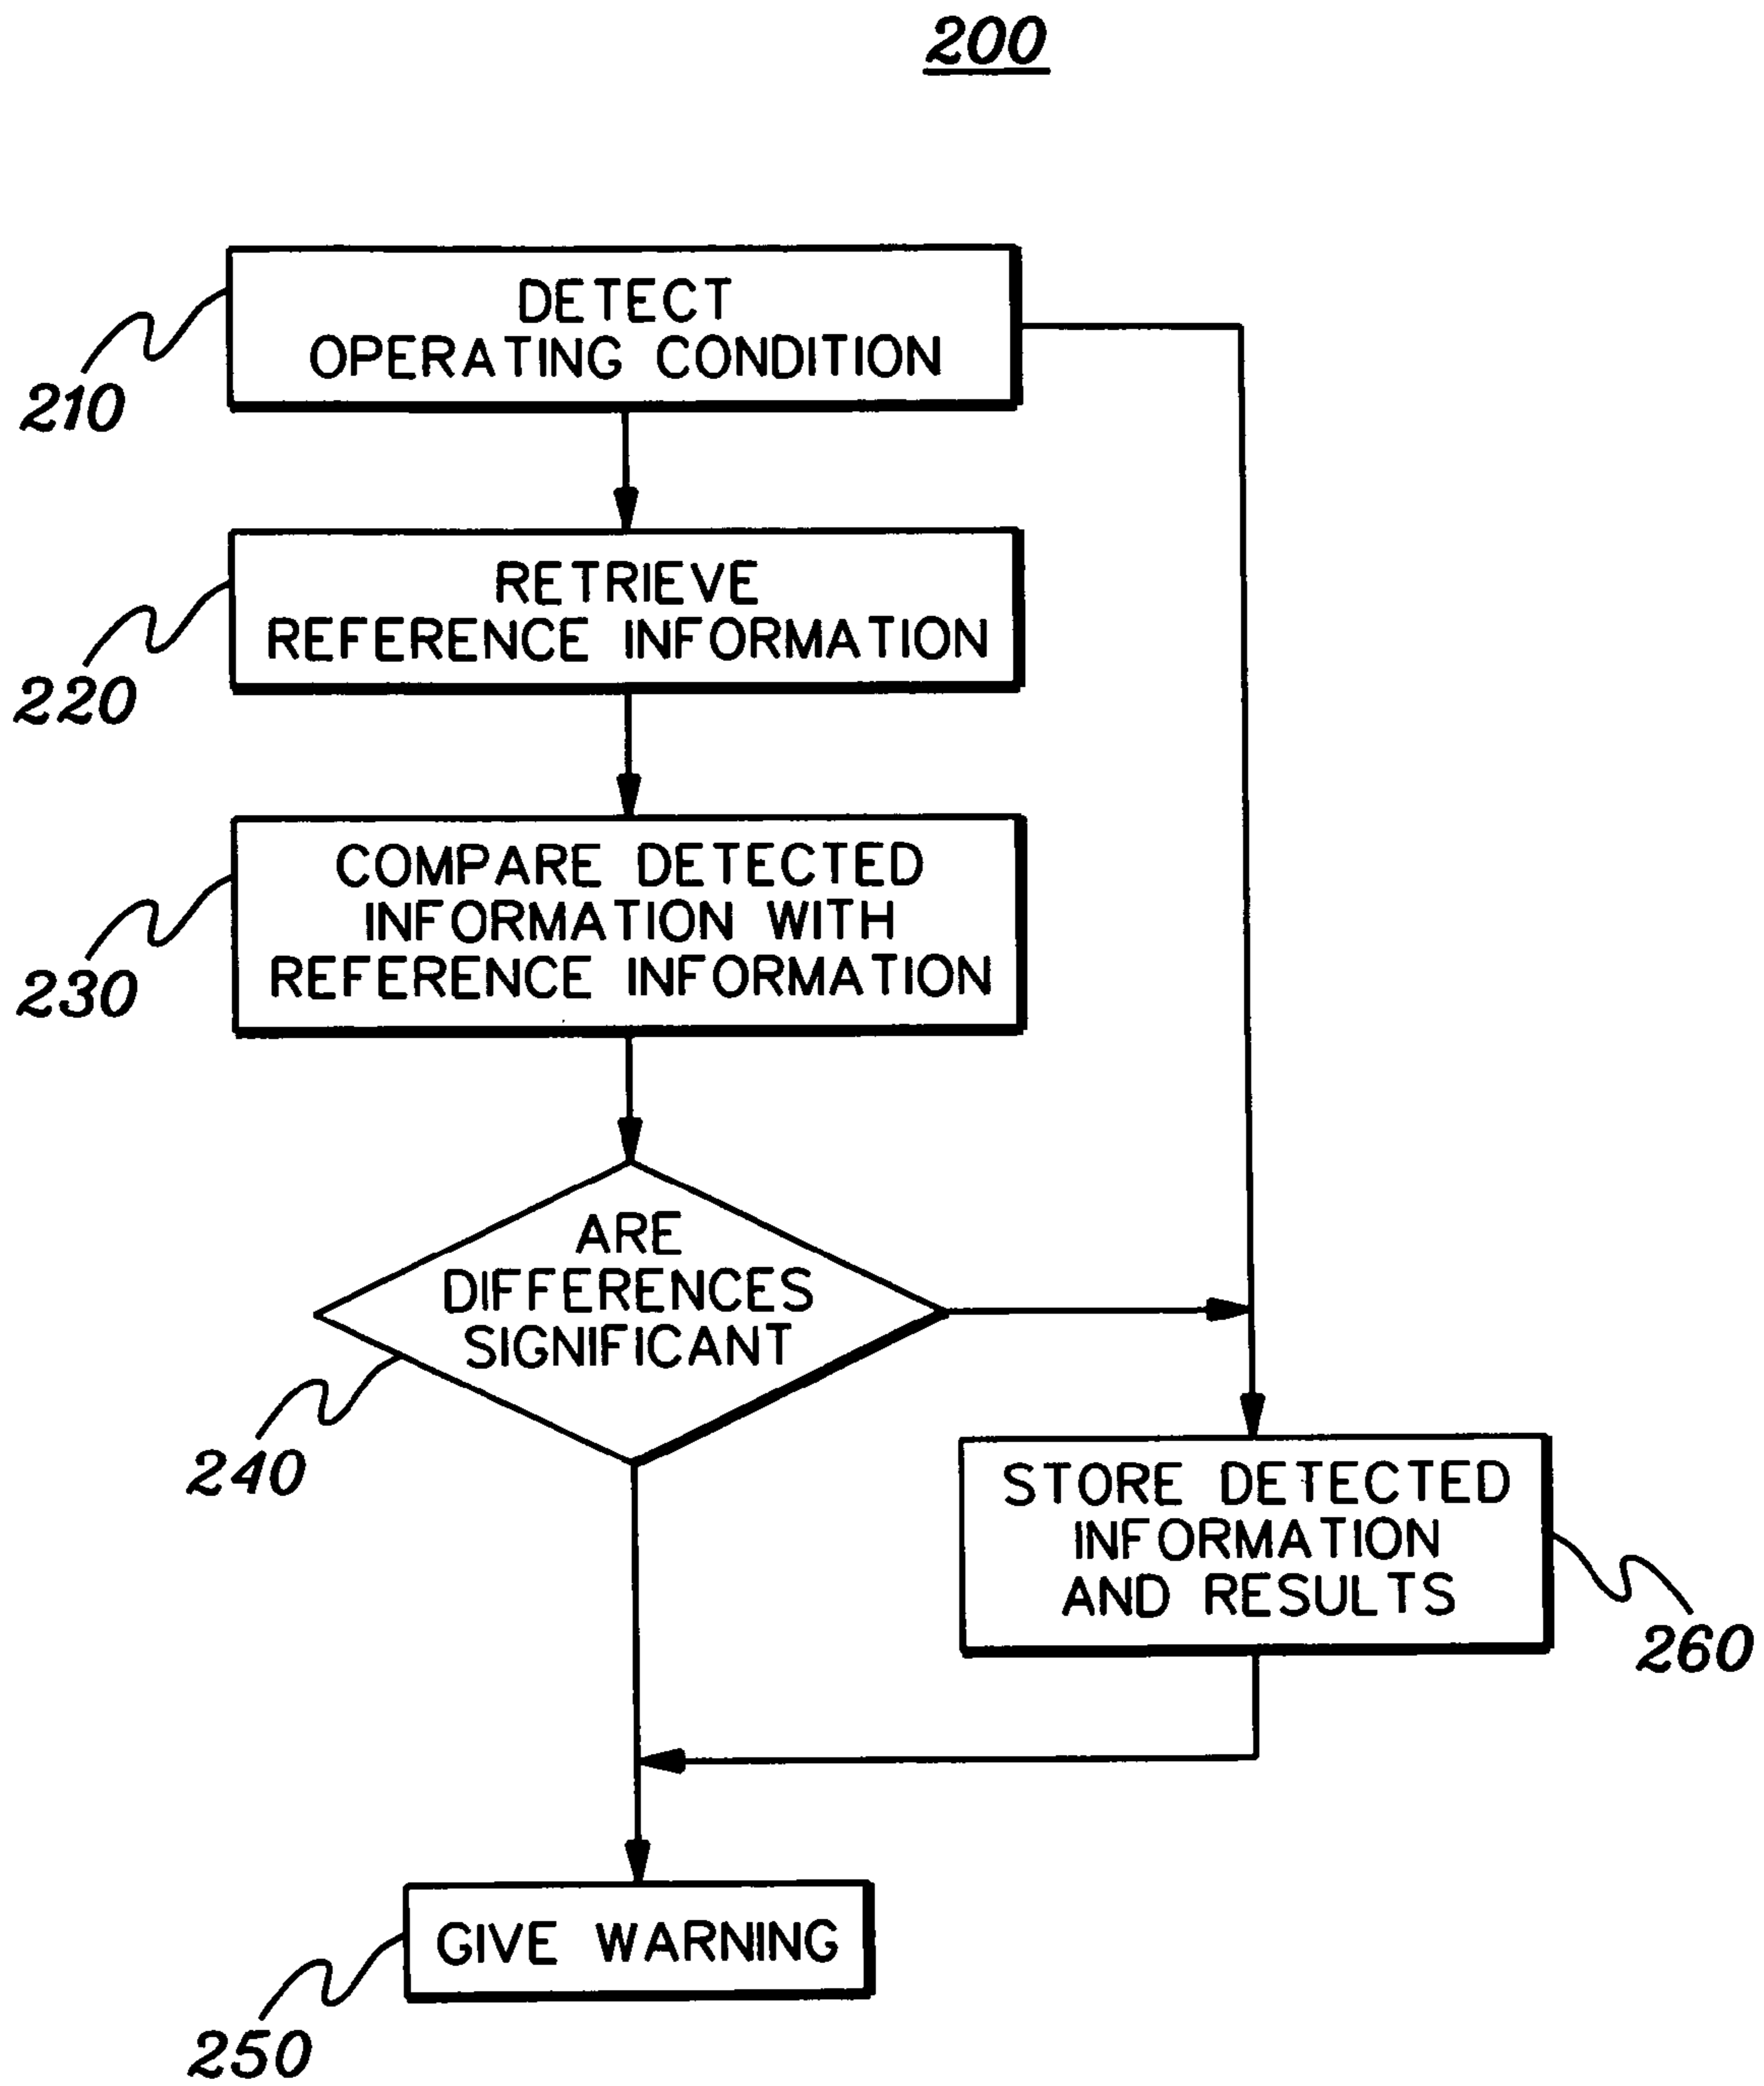 200
DETECT
OPERATING CONDITION
210
RETRIEVE
REFERENCE INFORMATION
220
COMPARE DETECTED
INFORMATION WITH
REFERENCE INFORMATION
230
ARE
DIFFERENCES
SIGNIFICANT
240
STORE DETECTED
INFORMATION
AND RESULTS
260
GIVE WARNING
250